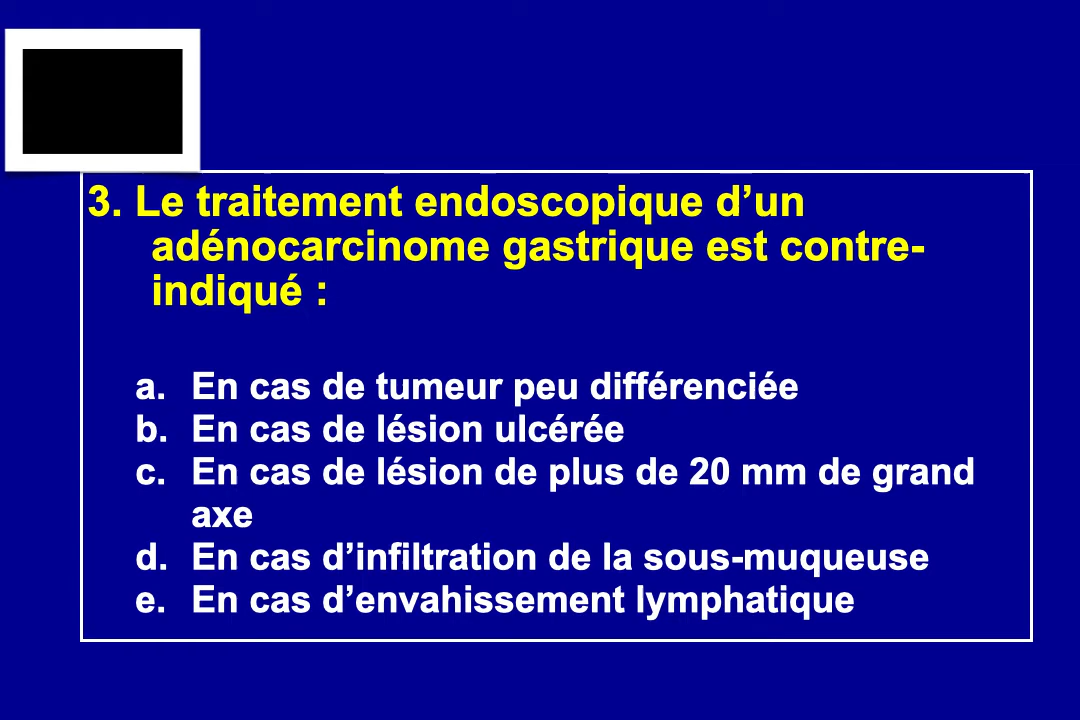 3. Le traitement endoscopique d’un
adénocarcinome gastrique est contre-
indiqué :
a. En cas de tumeur peu différenciée
b. En cas de lésion ulcérée
c. En cas de lésion de plus de 20 mm de grand
axe
d. En cas d’infiltration de la sous-muqueuse
e. En cas d’envahissement lymphatique